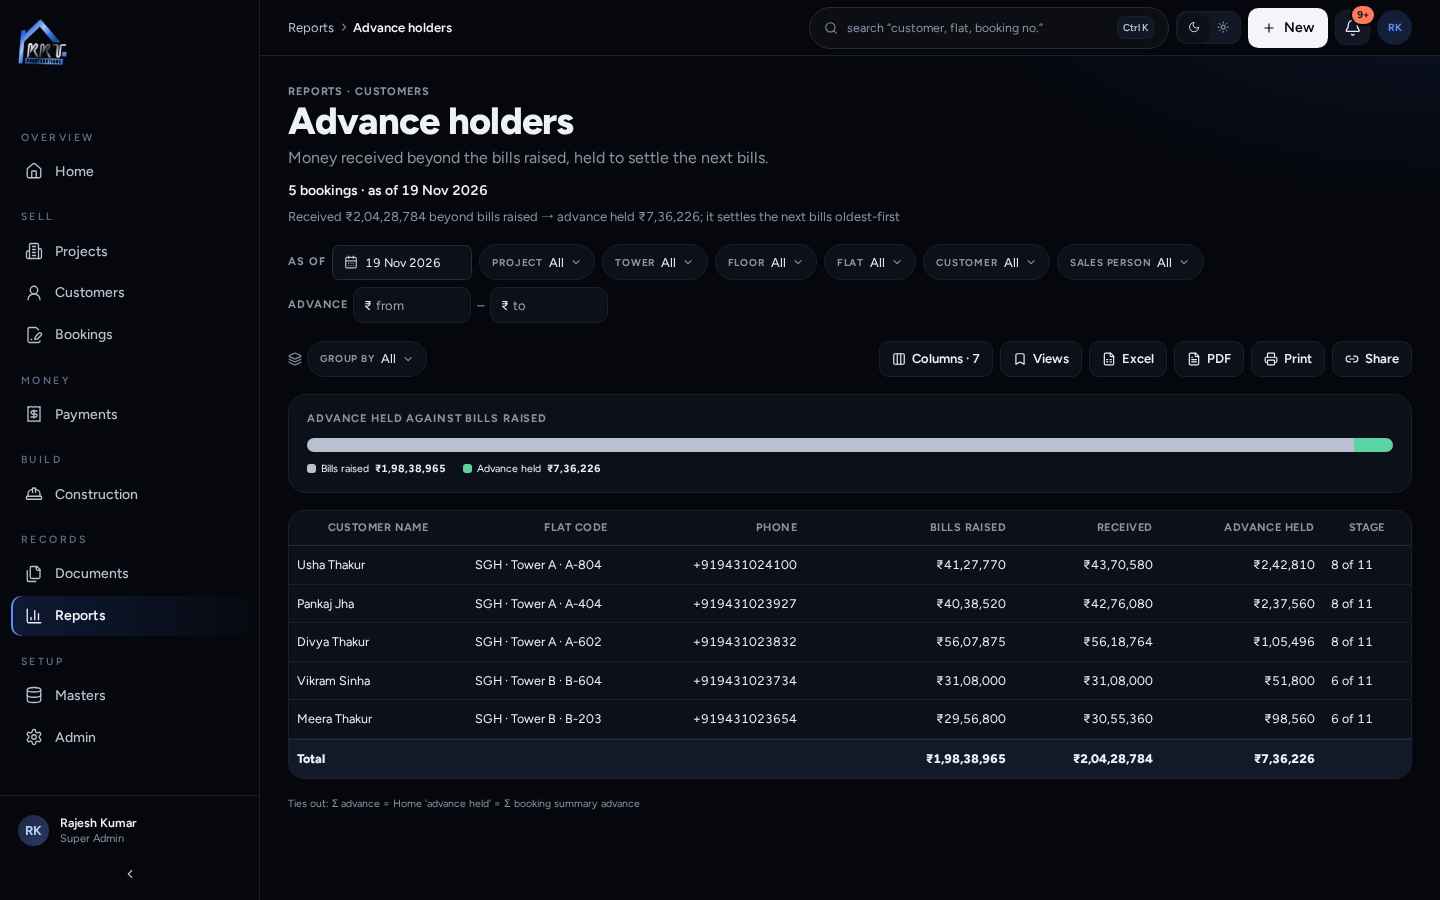 Reports > Advance holders
search “customer, flat, booking no.”
Ctrl K
+ New
9+
RK
OVERVIEW
Home
SELL
Projects
Customers
Bookings
MONEY
Payments
BUILD
Construction
RECORDS
Documents
Reports
SETUP
Masters
Admin
RK
Rajesh Kumar
Super Admin
REPORTS · CUSTOMERS
Advance holders
Money received beyond the bills raised, held to settle the next bills.
5 bookings · as of 19 Nov 2026
Received ₹2,04,28,784 beyond bills raised → advance held ₹7,36,226; it settles the next bills oldest-first
AS OF 19 Nov 2026 PROJECT All TOWER All FLOOR All FLAT All CUSTOMER All SALES PERSON All
ADVANCE ₹ from – ₹ to
GROUP BY All Columns · 7 Views Excel PDF Print Share
ADVANCE HELD AGAINST BILLS RAISED
Bills raised ₹1,98,38,965 Advance held ₹7,36,226
CUSTOMER NAME FLAT CODE PHONE BILLS RAISED RECEIVED ADVANCE HELD STAGE
Usha Thakur SGH · Tower A · A-804 +919431024100 ₹41,27,770 ₹43,70,580 ₹2,42,810 8 of 11
Pankaj Jha SGH · Tower A · A-404 +919431023927 ₹40,38,520 ₹42,76,080 ₹2,37,560 8 of 11
Divya Thakur SGH · Tower A · A-602 +919431023832 ₹56,07,875 ₹56,18,764 ₹1,05,496 8 of 11
Vikram Sinha SGH · Tower B · B-604 +919431023734 ₹31,08,000 ₹31,08,000 ₹51,800 6 of 11
Meera Thakur SGH · Tower B · B-203 +919431023654 ₹29,56,800 ₹30,55,360 ₹98,560 6 of 11
Total ₹1,98,38,965 ₹2,04,28,784 ₹7,36,226
Ties out: Σ advance = Home ‘advance held’ = Σ booking summary advance